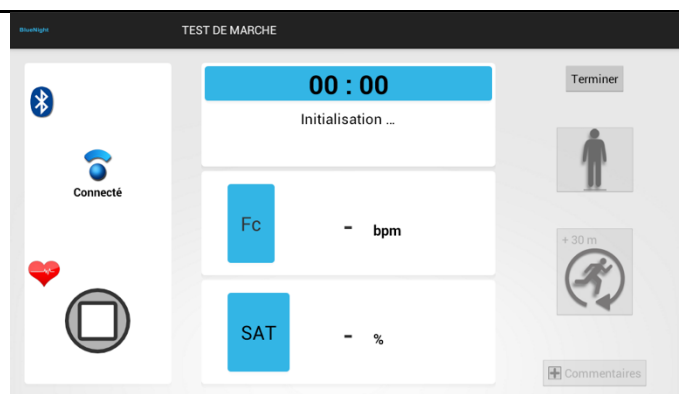 BlueNight
TEST DE MARCHE
Connecté
00 : 00
Initialisation ...
Fc - bpm
SAT - %
Terminer
+ 30 m
Commentaires